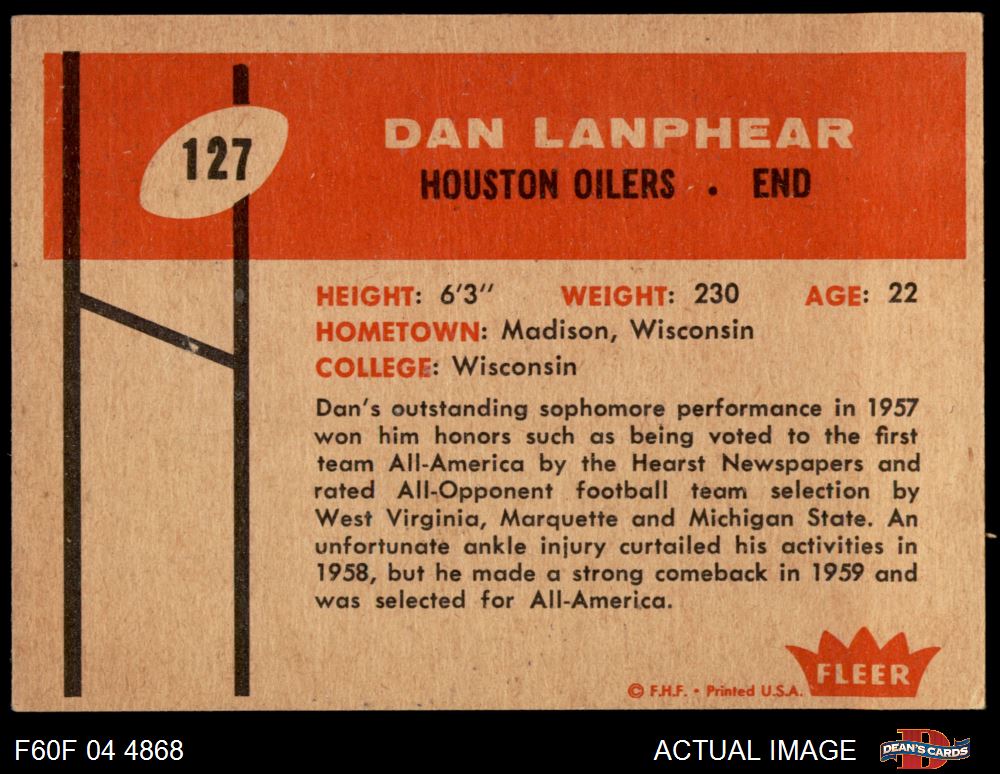 127
DAN LANPHEAR
HOUSTON OILERS . END
HEIGHT: 6'3" WEIGHT: 230 AGE: 22
HOMETOWN: Madison, Wisconsin
COLLEGE: Wisconsin
Dan's outstanding sophomore performance in 1957
won him honors such as being voted to the first
team All-America by the Hearst Newspapers and
rated All-Opponent football team selection by
West Virginia, Marquette and Michigan State. An
unfortunate ankle injury curtailed his activities in
1958, but he made a strong comeback in 1959 and
was selected for All-America.
FLEER
© F.H.F. • Printed U.S.A.
F60F 04 4868
ACTUAL IMAGE
D
DEAN'S CARDS